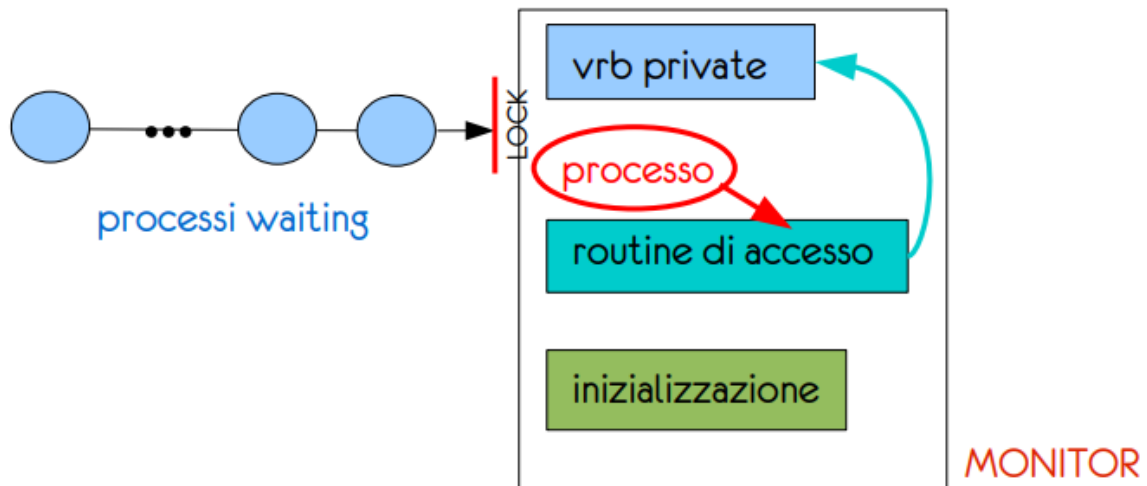 vrb private
LOCK
processo
processi waiting
routine di accesso
inizializzazione
MONITOR